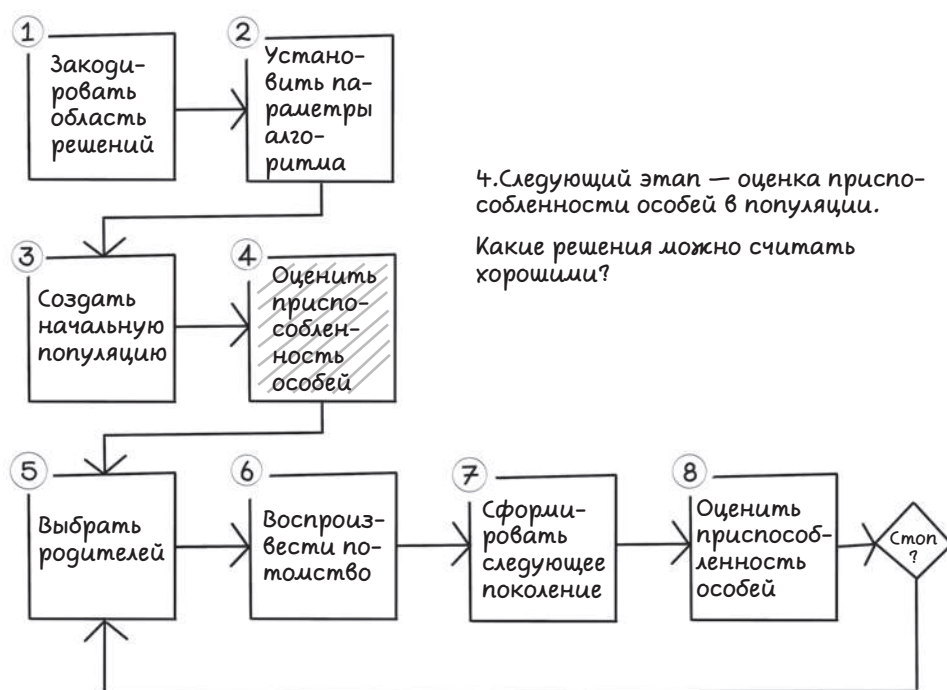 1
Закоди-
ровать
область
решений
2
Устано-
вить па-
раметры
алго-
ритма
4.Следующий этап — оценка приспо-
собленности особей в популяции.
Какие решения можно считать
хорошими?
3
Создать
начальную
популяцию
4
Оценить
приспо-
соблен-
ность
особей
5
Выбрать
родителей
6
Воспроиз-
вести по-
томство
7
Сформи-
ровать
следующее
поколение
8
Оценить
приспособ-
ленность
особей
Стоп
?